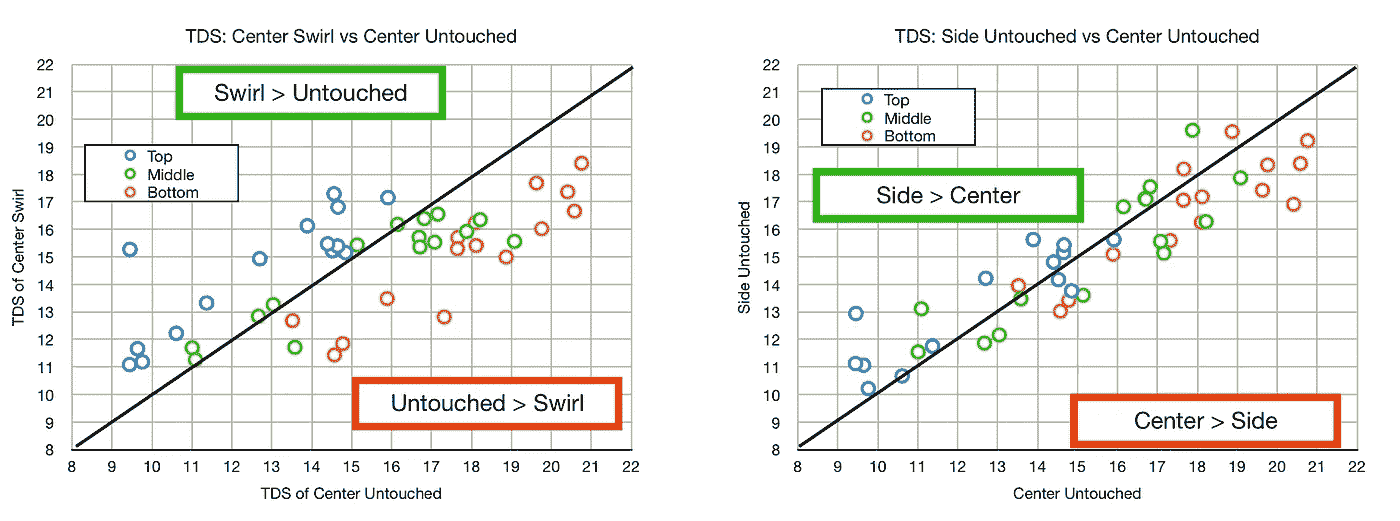 TDS: Center Swirl vs Center Untouched
22
21
20
19
18
17
16
15
14
13
12
11
10
9
8
TDS of Center Swirl
Swirl > Untouched
Top
Middle
Bottom
Untouched > Swirl
8 9 10 11 12 13 14 15 16 17 18 19 20 21 22
TDS of Center Untouched
TDS: Side Untouched vs Center Untouched
22
21
20
19
18
17
16
15
14
13
12
11
10
9
8
Side Untouched
Top
Middle
Bottom
Side > Center
Center > Side
8 9 10 11 12 13 14 15 16 17 18 19 20 21 22
Center Untouched